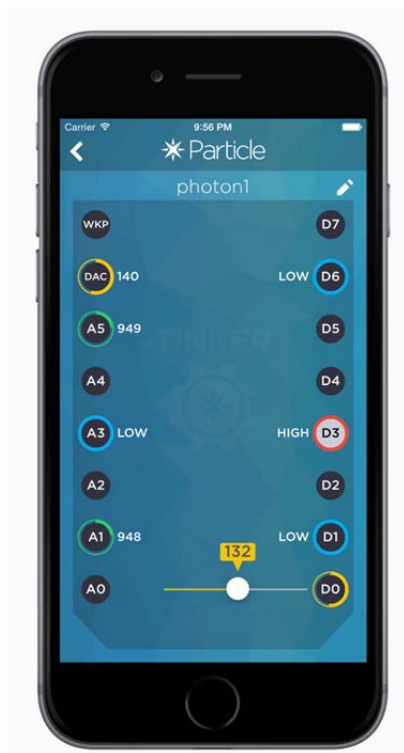 Carrier 9:56 PM
Particle
photon1
WKP D7
DAC 140 LOW D6
A5 949 D5
TINKER
A4 D4
A3 LOW HIGH D3
A2 D2
A1 948 LOW D1
132
A0 D0